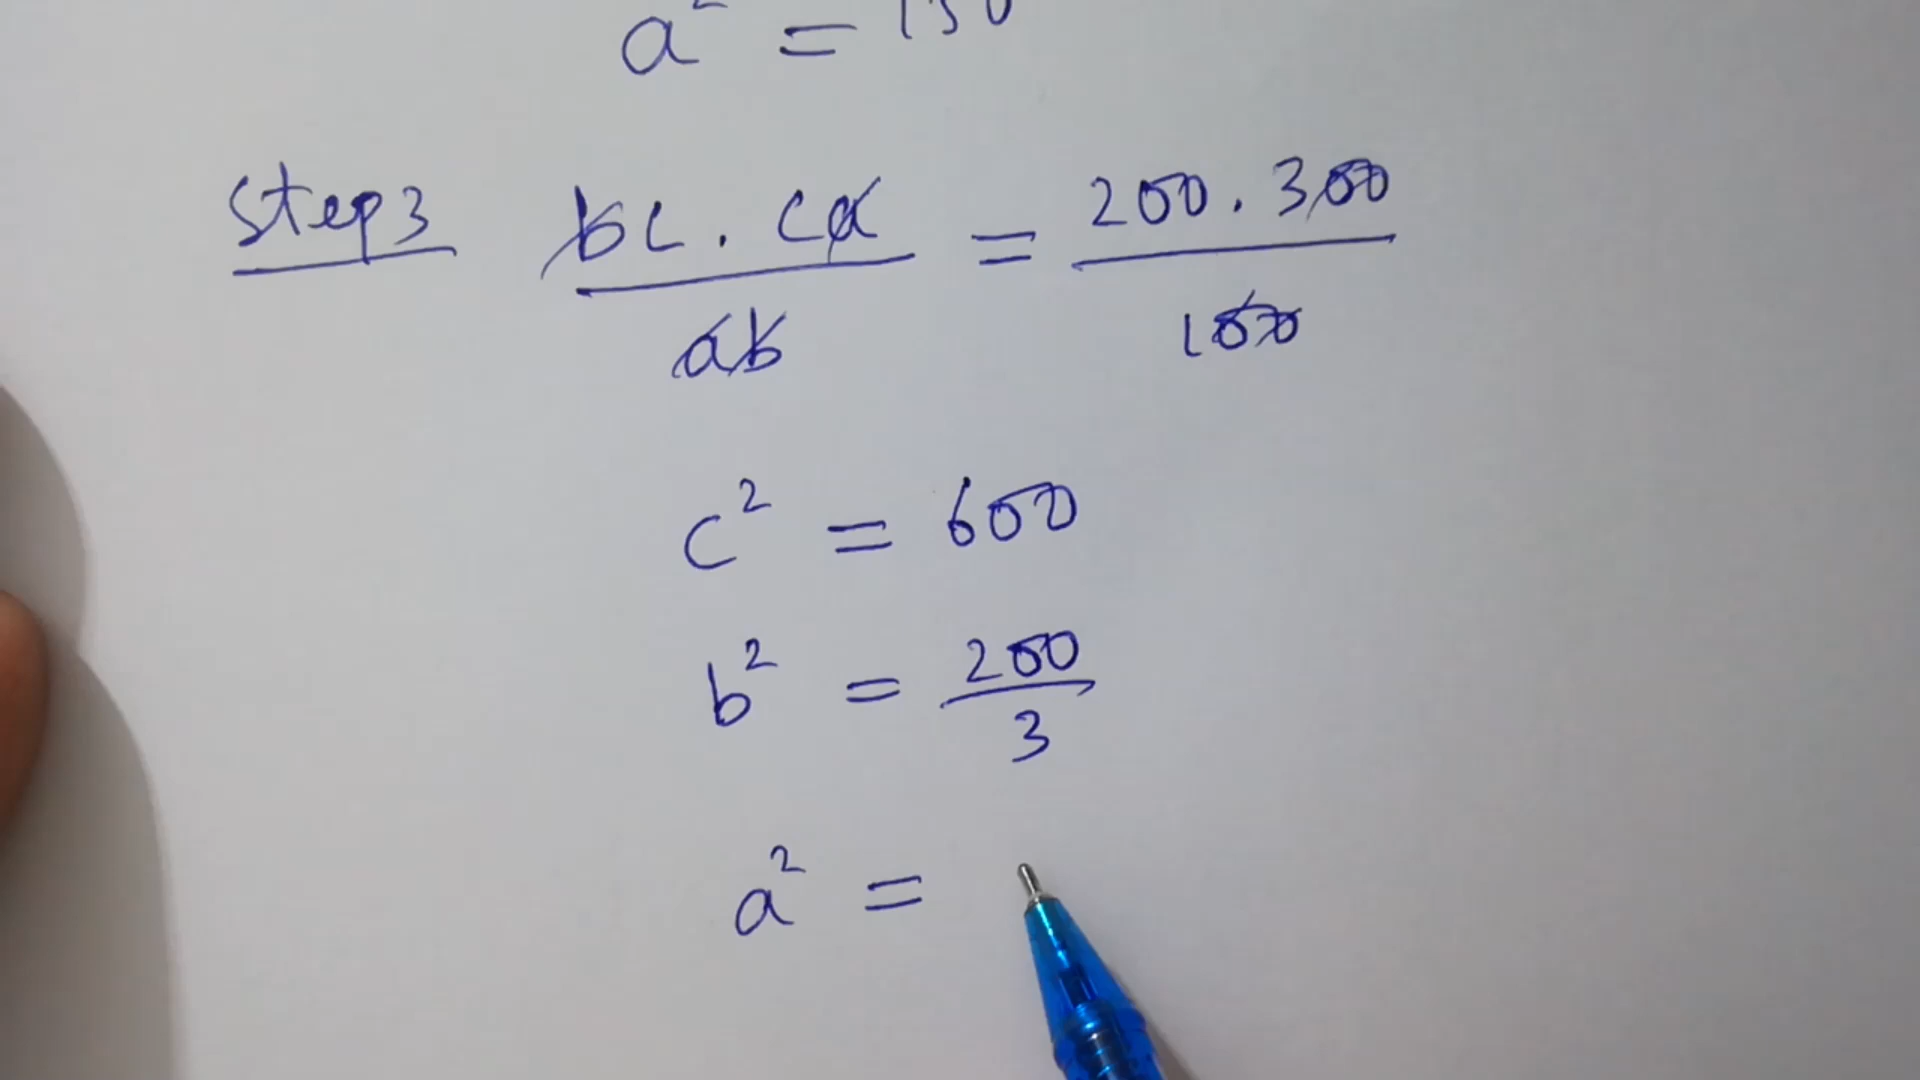 a² = 150
Step3 bc . ca / ab = 200 . 300 / 100
c² = 600
b² = 200 / 3
a² =